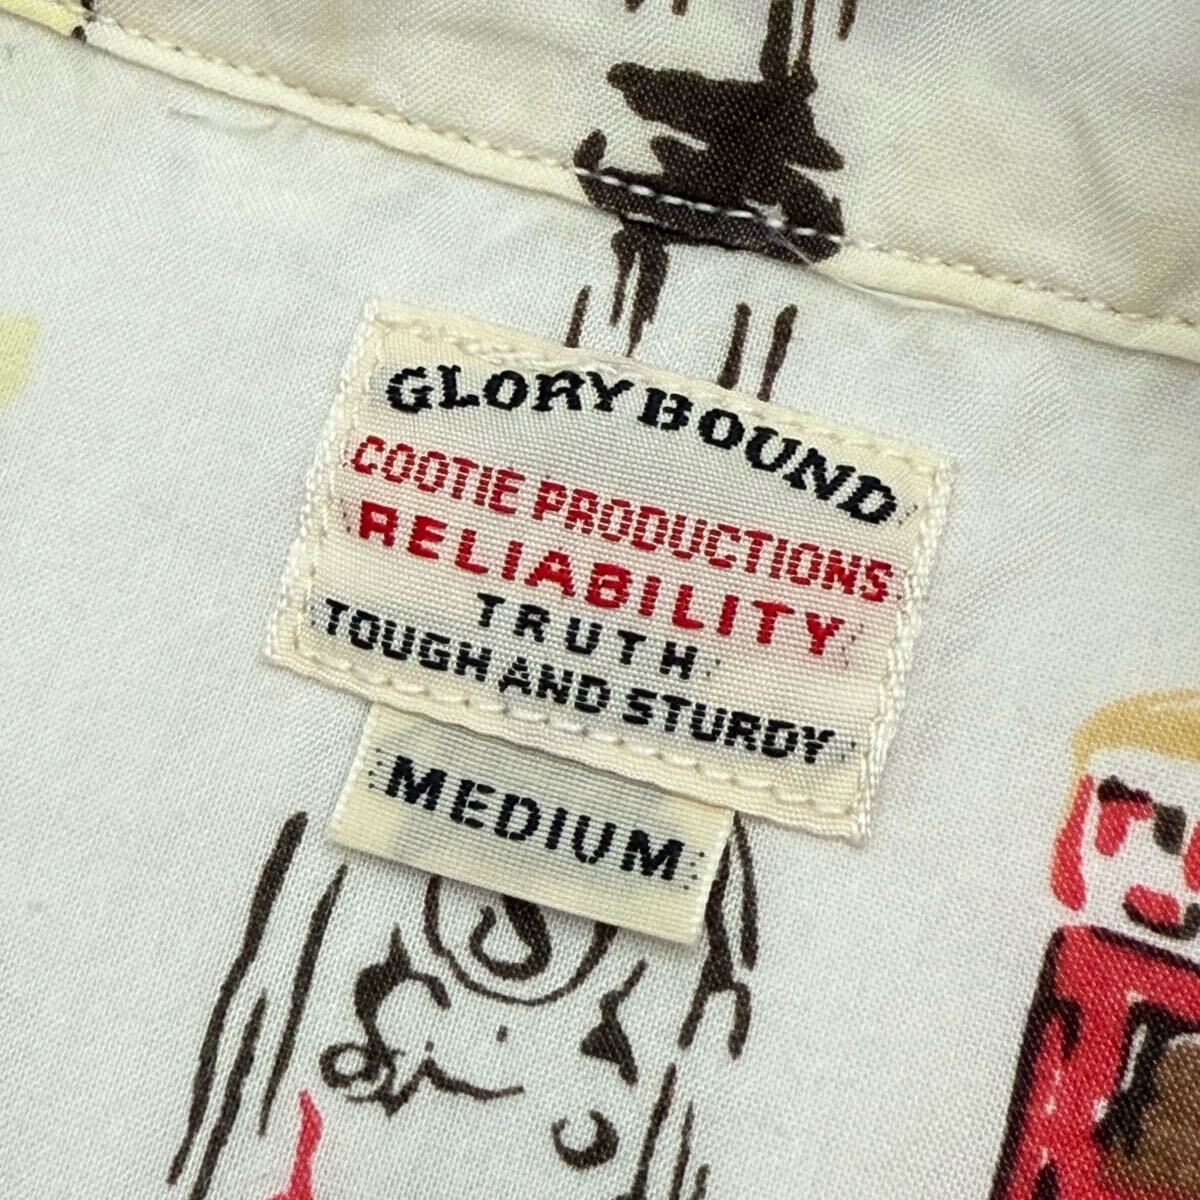 GLORY BOUND
COOTIE PRODUCTIONS
RELIABILITY
TRUTH
TOUGH AND STURDY
MEDIUM